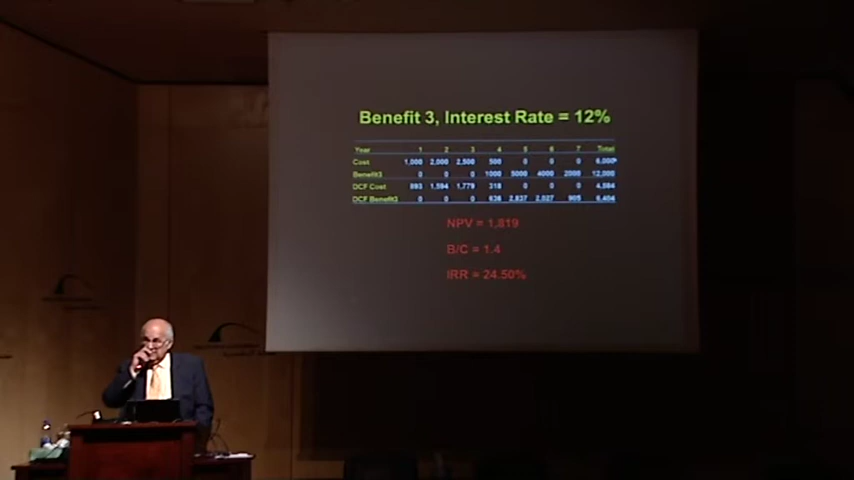 Benefit 3, Interest Rate = 12%
Year 1 2 3 4 5 6 7 Total
Cost 1,000 2,000 2,500 500 0 0 0 6,000
Benefit3 0 0 0 1000 5000 4000 2000 12,000
DCF Cost 893 1,594 1,779 318 0 0 0 4,584
DCF Benefit3 0 0 0 636 2,837 2,027 905 6,404
NPV = 1,819
B/C = 1.4
IRR = 24.50%